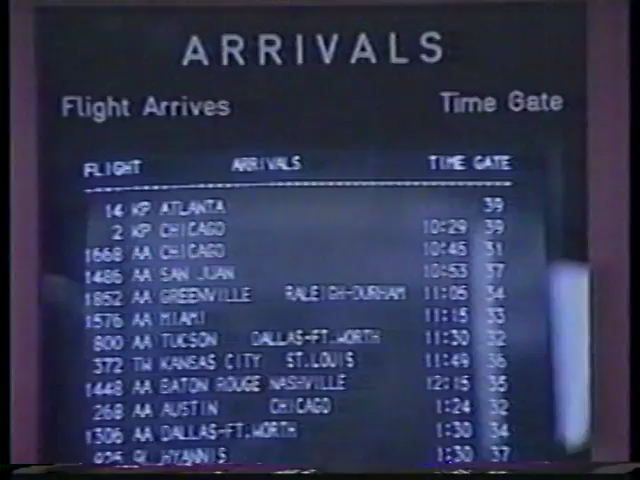 ARRIVALS
Flight Arrives Time Gate
FLIGHT ARRIVALS TIME GATE
14 KP ATLANTA 39
2 KP CHICAGO 10:29 39
1668 AA CHICAGO 10:45 31
1486 AA SAN JUAN 10:53 37
1852 AA GREENVILLE RALEIGH-DURHAM 11:05 34
1576 AA MIAMI 11:15 33
800 AA TUCSON DALLAS-FT.WORTH 11:30 32
372 TW KANSAS CITY ST.LOUIS 11:49 36
1448 AA BATON ROUGE NASHVILLE 12:15 35
268 AA AUSTIN CHICAGO 1:24 32
1306 AA DALLAS-FT.WORTH 1:30 34
HYANNIS 1:30 37